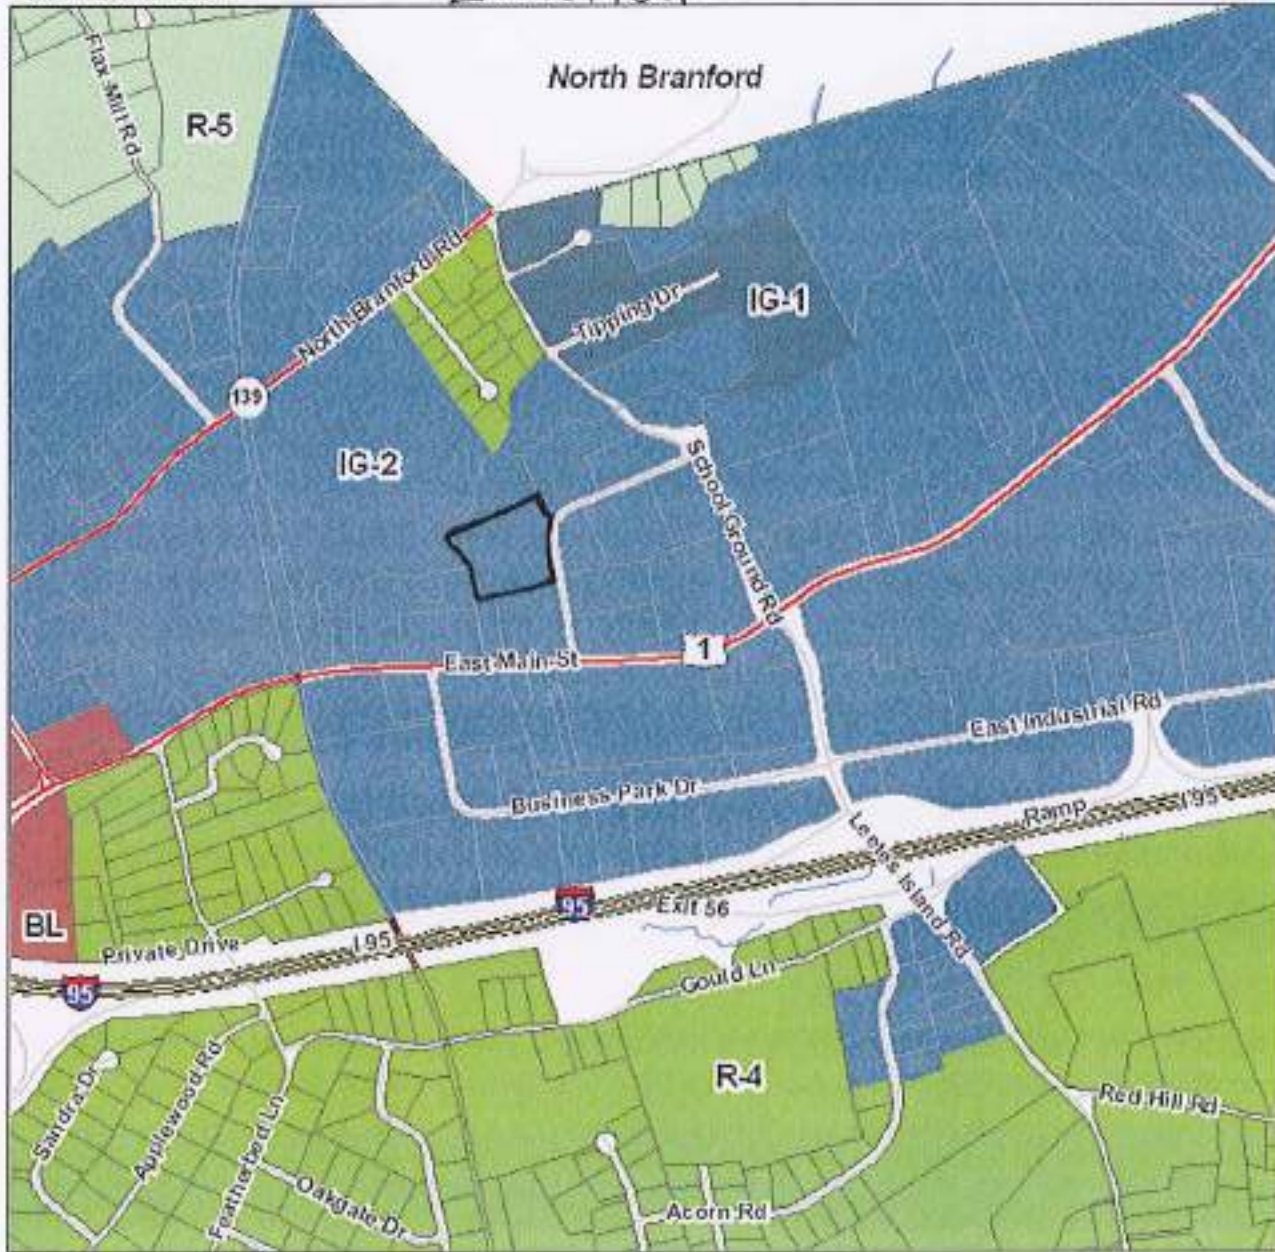 North Branford
Flax Mill Rd
R-5
North Branford Rd
Tipping Dr
IG-1
139
IG-2
School Ground Rd
East Main St
1
East Industrial Rd
Business Park Dr
Ramp
I 95
Leetes Island Rd
95
Exit 56
BL
Private Drive
I 95
95
Gould Ln
R-4
Sandra Dr
Applewood Rd
Featherbed Ln
Red Hill Rd
Oakgate Dr
Acorn Rd